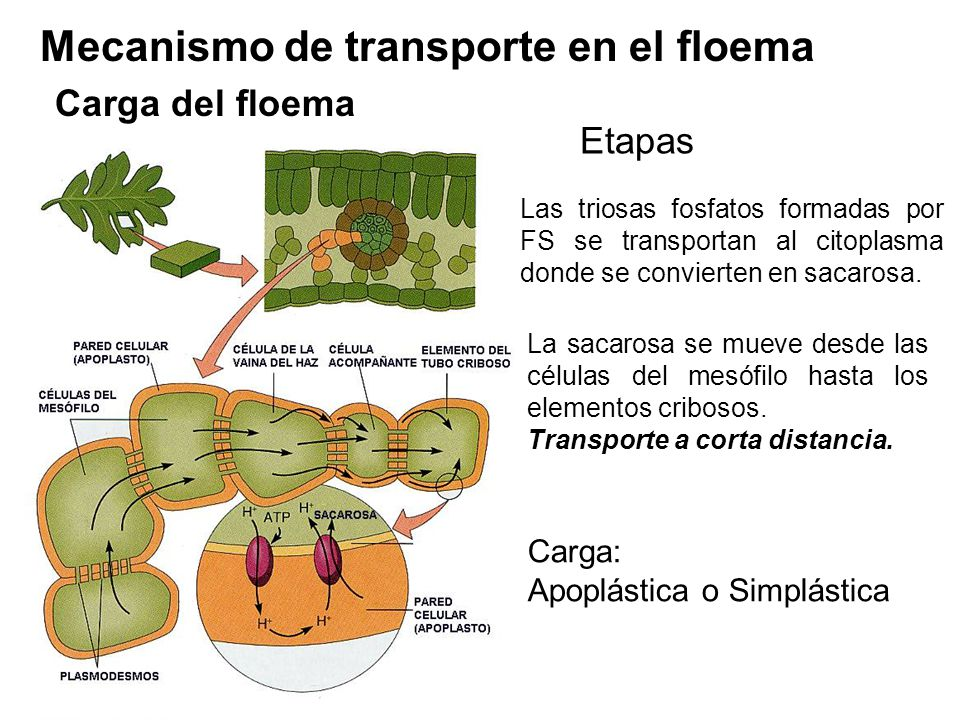 Mecanismo de transporte en el floema
Carga del floema
Etapas
Las triosas fosfatos formadas por
FS se transportan al citoplasma
donde se convierten en sacarosa.
La sacarosa se mueve desde las
células del mesófilo hasta los
elementos cribosos.
Transporte a corta distancia.
Carga:
Apoplástica o Simplástica
PARED CELULAR
(APOPLASTO)
CÉLULA DE LA
VAINA DEL HAZ
CÉLULA
ACOMPAÑANTE
ELEMENTO DEL
TUBO CRIBOSO
CÉLULAS DEL
MESÓFILO
H+
ATP
H+
SACAROSA
H+
H+
PARED
CELULAR
(APOPLASTO)
PLASMODESMOS